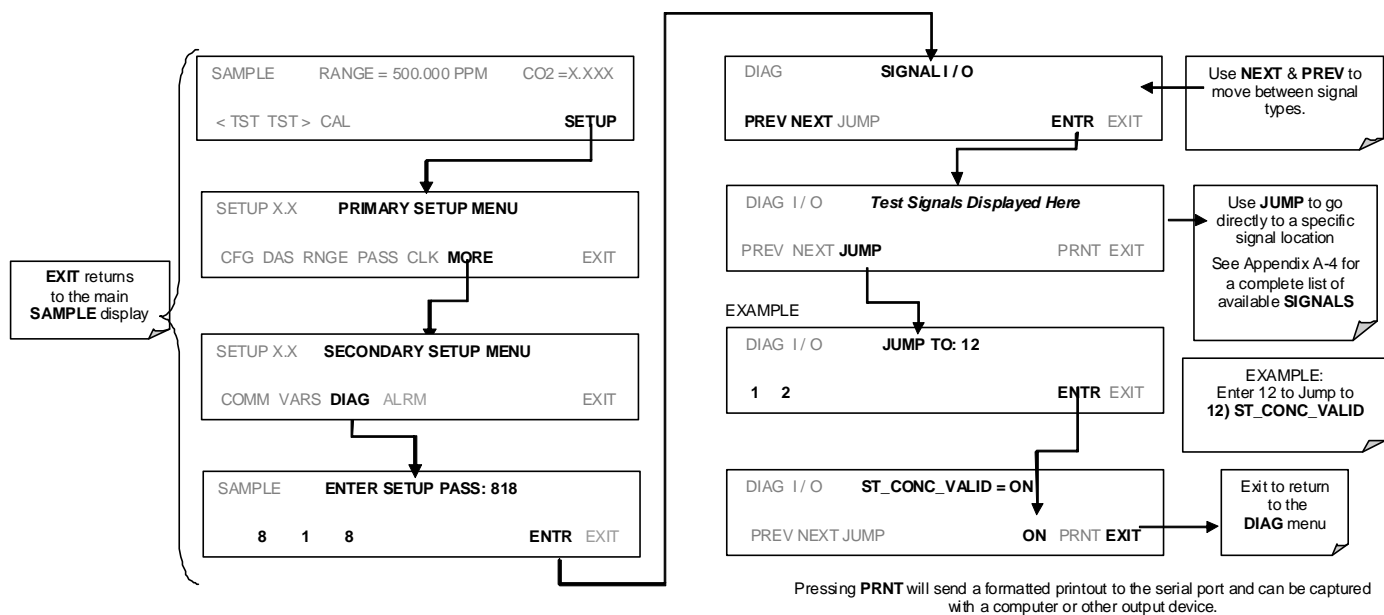 SAMPLE RANGE = 500.000 PPM CO2 =X.XXX
< TST TST > CAL SETUP
SETUP X.X PRIMARY SETUP MENU
CFG DAS RNGE PASS CLK MORE EXIT
EXIT returns
to the main
SAMPLE display
SETUP X.X SECONDARY SETUP MENU
COMM VARS DIAG ALRM EXIT
SAMPLE ENTER SETUP PASS: 818
8 1 8 ENTR EXIT
DIAG SIGNAL I / O
PREV NEXT JUMP ENTR EXIT
Use NEXT & PREV to
move between signal
types.
DIAG I / O Test Signals Displayed Here
PREV NEXT JUMP PRNT EXIT
Use JUMP to go
directly to a specific
signal location
See Appendix A-4 for
a complete list of
available SIGNALS
EXAMPLE
DIAG I / O JUMP TO: 12
1 2 ENTR EXIT
EXAMPLE:
Enter 12 to Jump to
12) ST_CONC_VALID
DIAG I / O ST_CONC_VALID = ON
PREV NEXT JUMP ON PRNT EXIT
Exit to return
to the
DIAG menu
Pressing PRNT will send a formatted printout to the serial port and can be captured
with a computer or other output device.